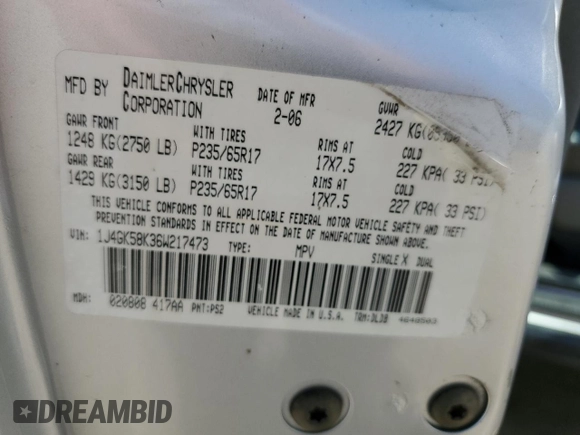 MFD BY DAIMLERCHRYSLER CORPORATION DATE OF MFR 2-06 GVWR 2427 KG
GAWR FRONT WITH TIRES RIMS AT COLD
1248 KG(2750 LB) P235/65R17 17X7.5 227 KPA( 33 PSI)
GAWR REAR WITH TIRES RIMS AT COLD
1429 KG(3150 LB) P235/65R17 17X7.5 227 KPA( 33 PSI)
THIS VEHICLE CONFORMS TO ALL APPLICABLE FEDERAL MOTOR VEHICLE SAFETY AND THEFT
PREVENTION STANDARDS IN EFFECT ON THE DATE OF MANUFACTURE SHOWN ABOVE.
VIN: 1J4GK58K36W217473 TYPE: MPV SINGLE X DUAL
MDH: 020808 417AA PNT:PS2 VEHICLE MADE IN U.S.A. TRM:DLDB
DREAMBID